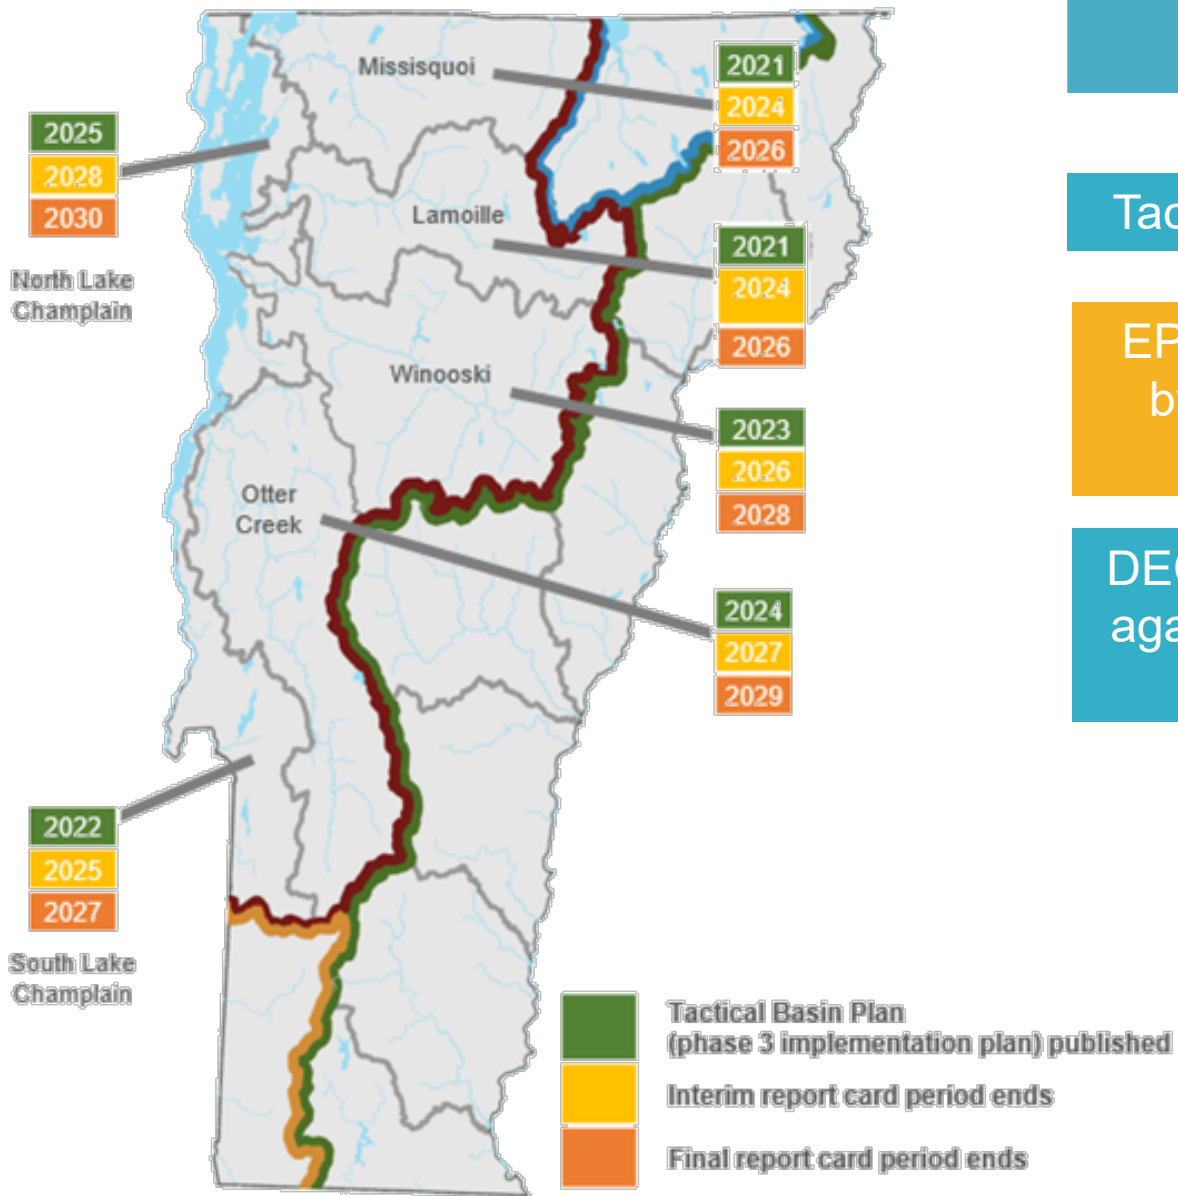 Missisquoi
2021
2024
2026
2025
2028
2030
North Lake
Champlain
Lamoille
2021
2024
2026
Winooski
2023
2026
2028
Otter
Creek
2024
2027
2029
2022
2025
2027
South Lake
Champlain
Tactical Basin Plan
(phase 3 implementation plan) published
Interim report card period ends
Final report card period ends